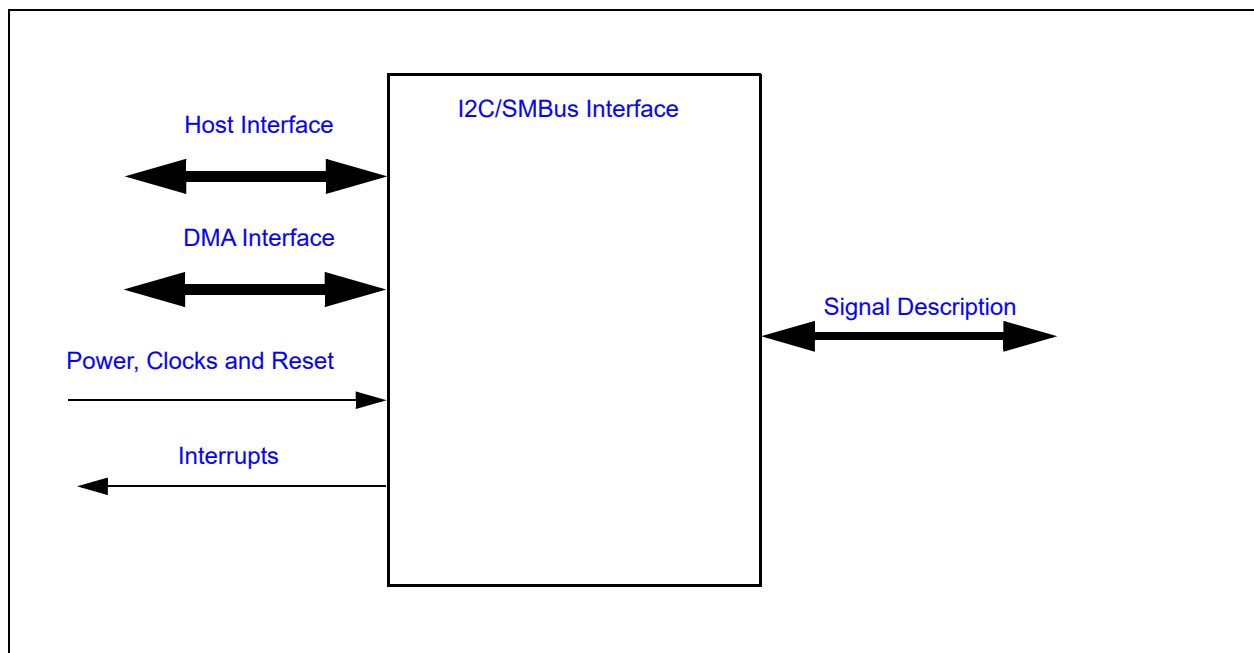 I2C/SMBus Interface
Host Interface
DMA Interface
Signal Description
Power, Clocks and Reset
Interrupts